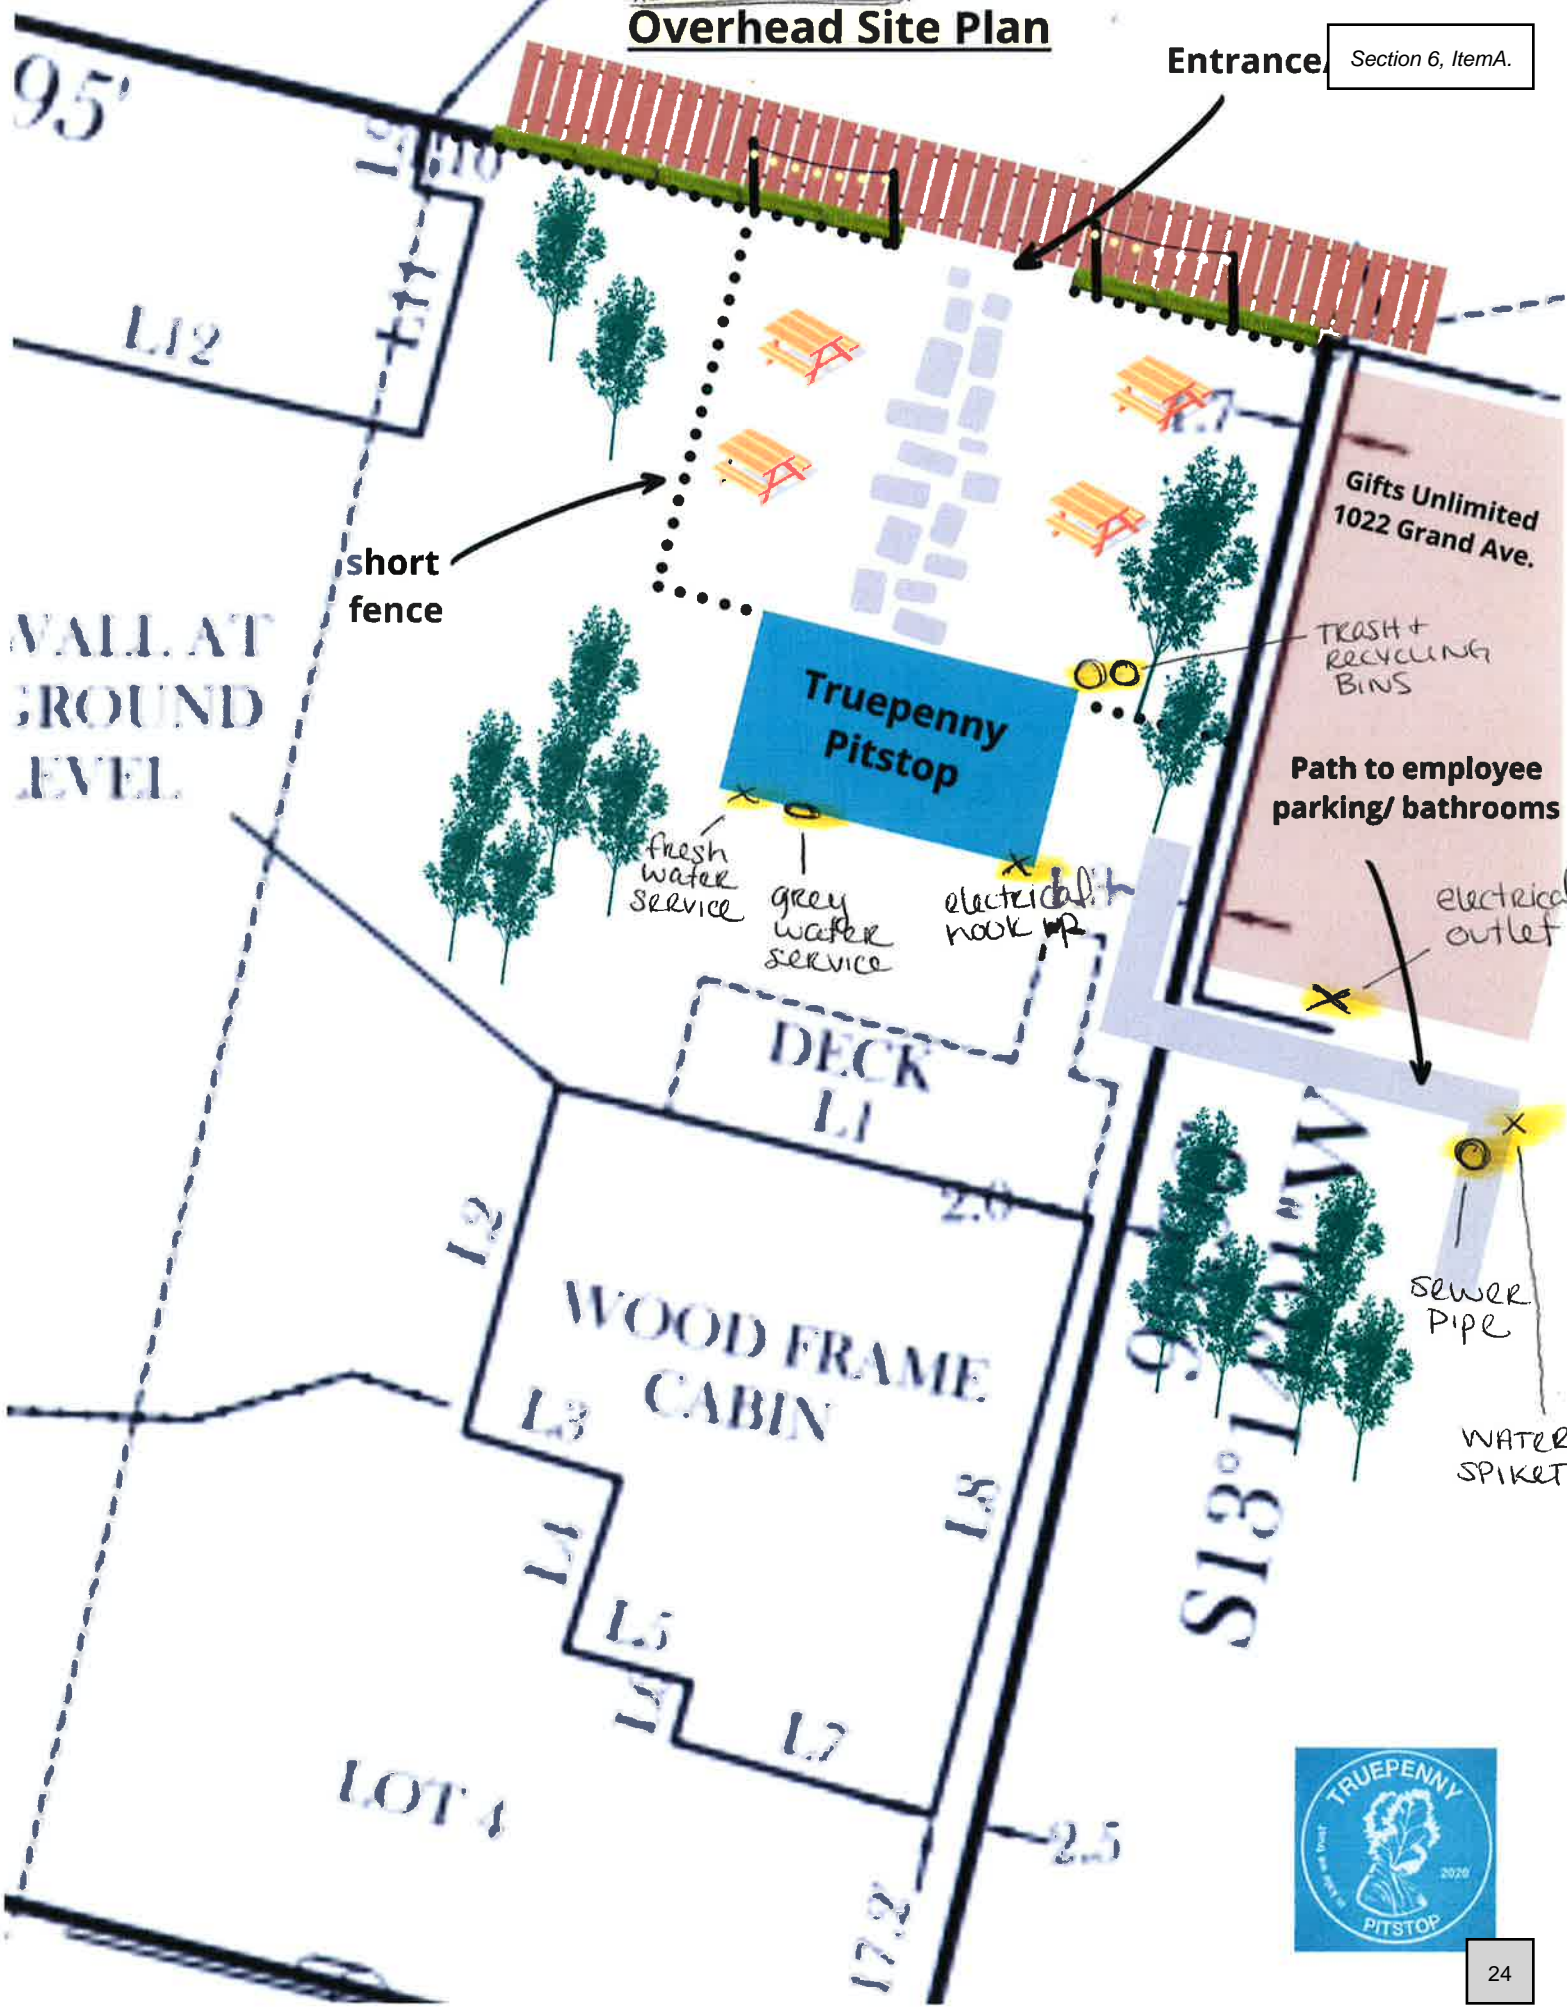 Overhead Site Plan
Entrance/
Section 6, ItemA.
95'
L10
L11
L12
L7
Gifts Unlimited
1022 Grand Ave.
short
fence
TRASH +
RECYCLING
BINS
WALL AT
GROUND
LEVEL
Truepenny
Pitstop
Path to employee
parking/ bathrooms
fresh
water
service
grey
water
service
electrical
hook up
electrical
outlet
DECK
L1
2.0
L2
WOOD FRAME
CABIN
L3
L4
L5
L6
L7
L8
sewer
pipe
WATER
SPIKET
S13°
LOT 4
2.5
17.2
TRUEPENNY
2020
PITSTOP
24